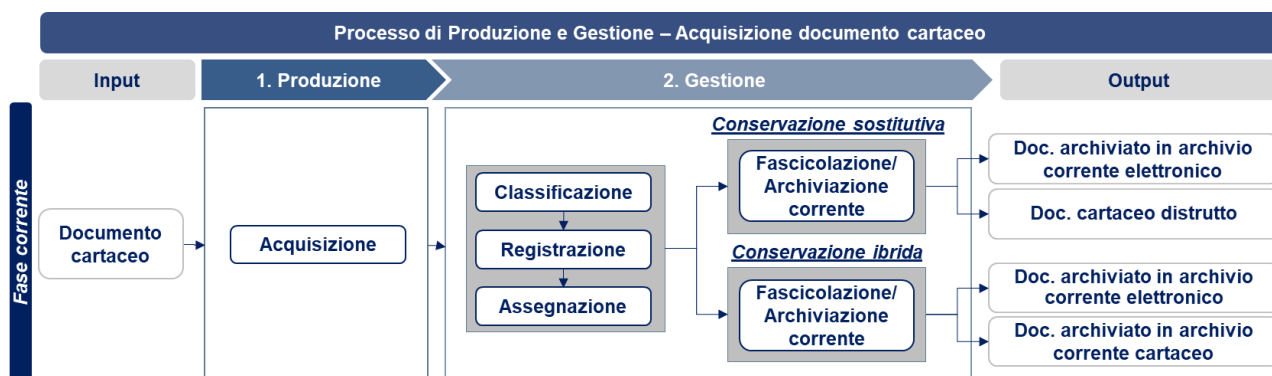 Processo di Produzione e Gestione – Acquisizione documento cartaceo
Input
1. Produzione
2. Gestione
Output
Fase corrente
Documento
cartaceo
Acquisizione
Classificazione
Registrazione
Assegnazione
Conservazione sostitutiva
Fascicolazione/
Archiviazione
corrente
Conservazione ibrida
Fascicolazione/
Archiviazione
corrente
Doc. archiviato in archivio
corrente elettronico
Doc. cartaceo distrutto
Doc. archiviato in archivio
corrente elettronico
Doc. archiviato in archivio
corrente cartaceo